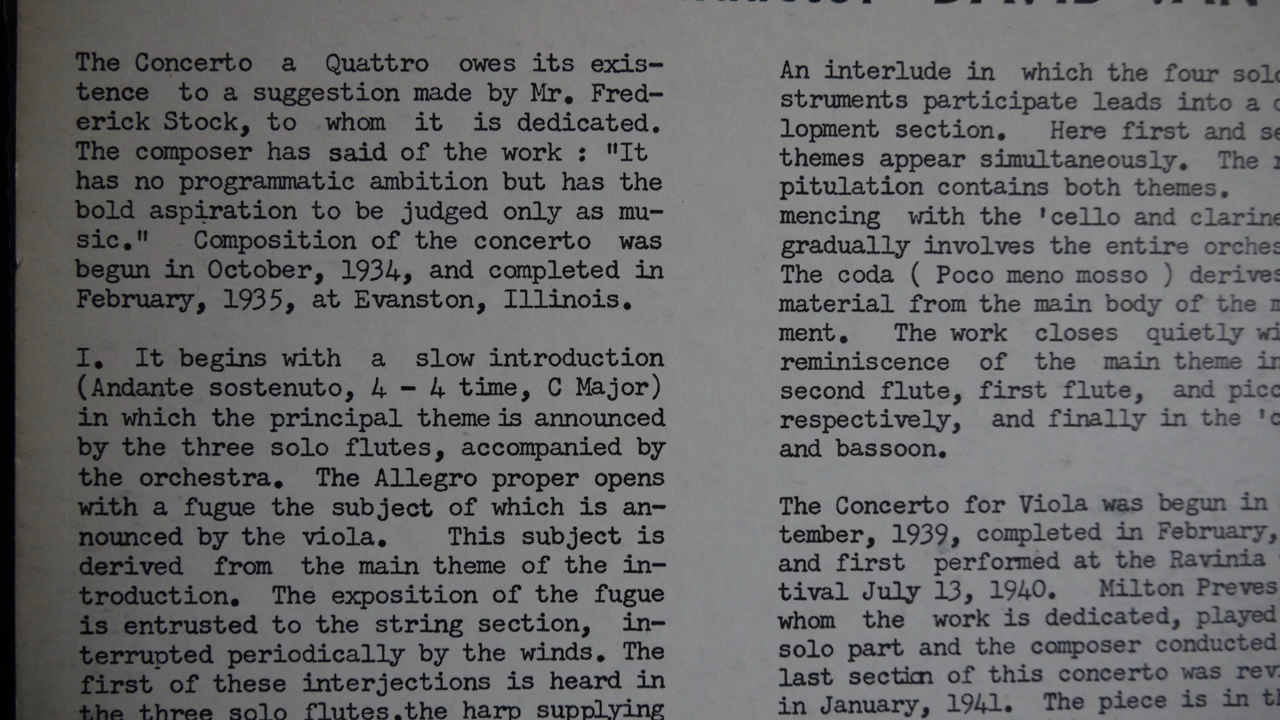 DAVID VAN
The Concerto a Quattro owes its exis-
tence to a suggestion made by Mr. Fred-
erick Stock, to whom it is dedicated.
The composer has said of the work : "It
has no programmatic ambition but has the
bold aspiration to be judged only as mu-
sic." Composition of the concerto was
begun in October, 1934, and completed in
February, 1935, at Evanston, Illinois.
I. It begins with a slow introduction
(Andante sostenuto, 4 - 4 time, C Major)
in which the principal theme is announced
by the three solo flutes, accompanied by
the orchestra. The Allegro proper opens
with a fugue the subject of which is an-
nounced by the viola. This subject is
derived from the main theme of the in-
troduction. The exposition of the fugue
is entrusted to the string section, in-
terrupted periodically by the winds. The
first of these interjections is heard in
the three solo flutes,the harp supplying
An interlude in which the four solo
struments participate leads into a
lopment section. Here first and
themes appear simultaneously. The
pitulation contains both themes.
mencing with the 'cello and
gradually involves the entire
The coda ( Poco meno mosso ) derives
material from the main body of the
ment. The work closes quietly
reminiscence of the main theme in
second flute, first flute, and
respectively, and finally in the
and bassoon.
The Concerto for Viola was begun in
tember, 1939, completed in February,
and first performed at the Ravinia
tival July 13, 1940. Milton Preves
whom the work is dedicated, played
solo part and the composer conducted
last section of this concerto was
in January, 1941. The piece is in